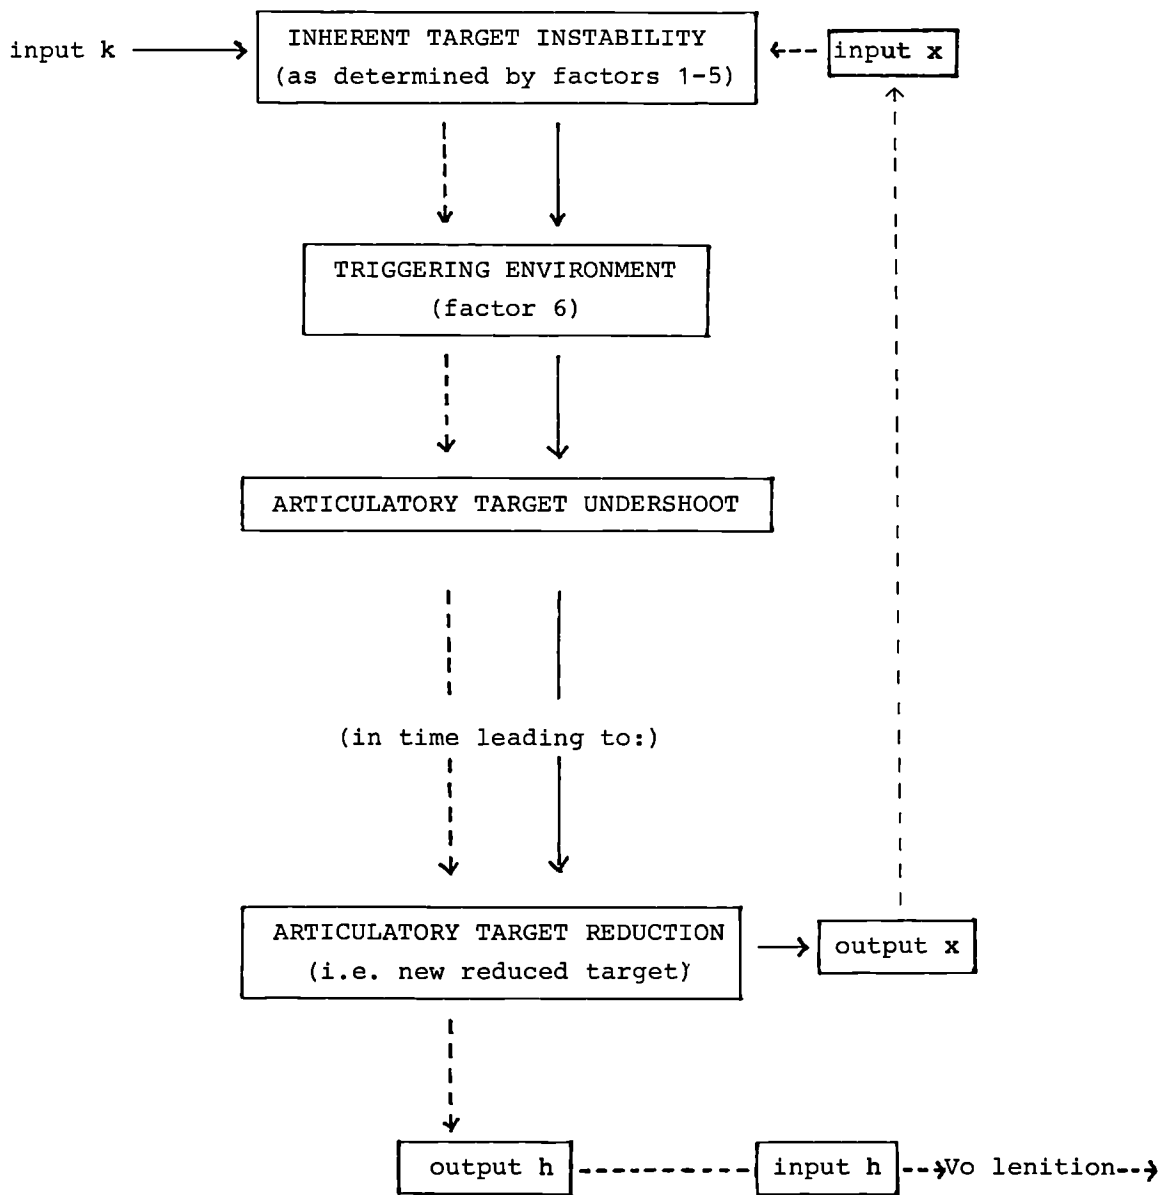 input k
INHERENT TARGET INSTABILITY
(as determined by factors 1-5)
input x
TRIGGERING ENVIRONMENT
(factor 6)
ARTICULATORY TARGET UNDERSHOOT
(in time leading to:)
ARTICULATORY TARGET REDUCTION
(i.e. new reduced target)
output x
output h
input h
Vo lenition